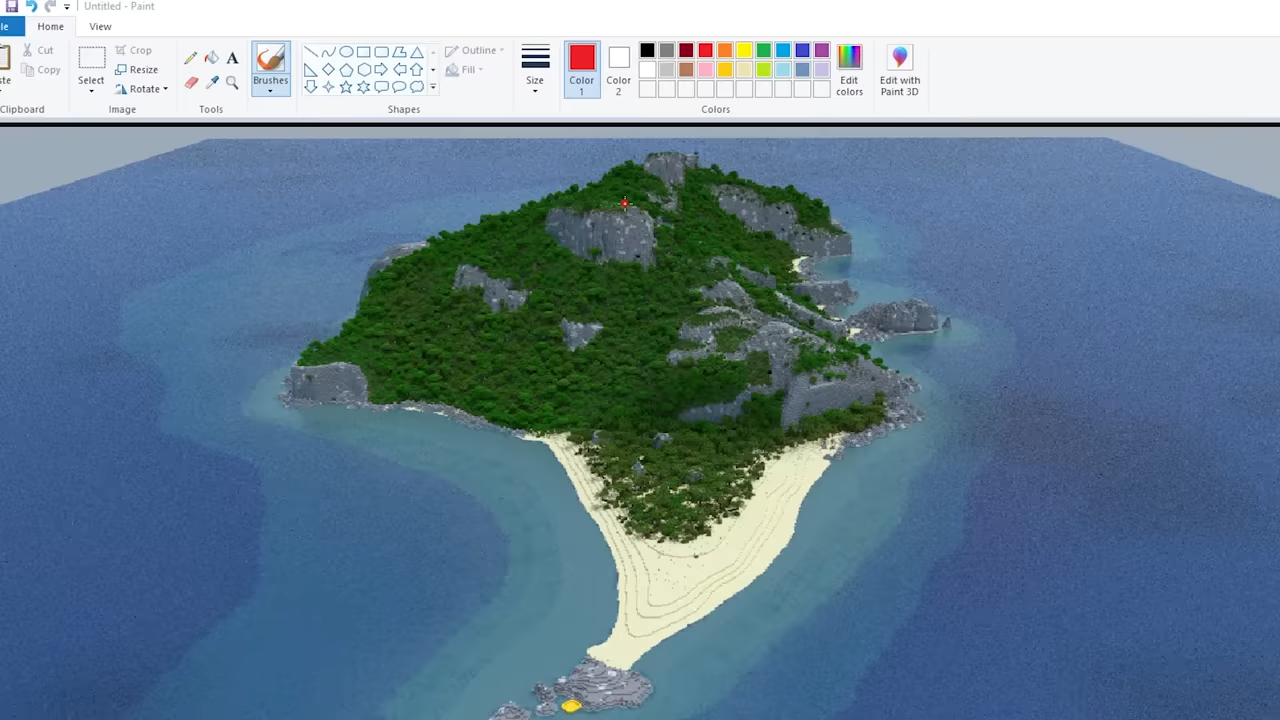 Untitled - Paint
Home
View
Cut
Copy
Clipboard
Select
Crop
Resize
Rotate
Image
Tools
Brushes
Shapes
Outline
Fill
Size
Color
1
Color
2
Colors
Edit
colors
Edit with
Paint 3D